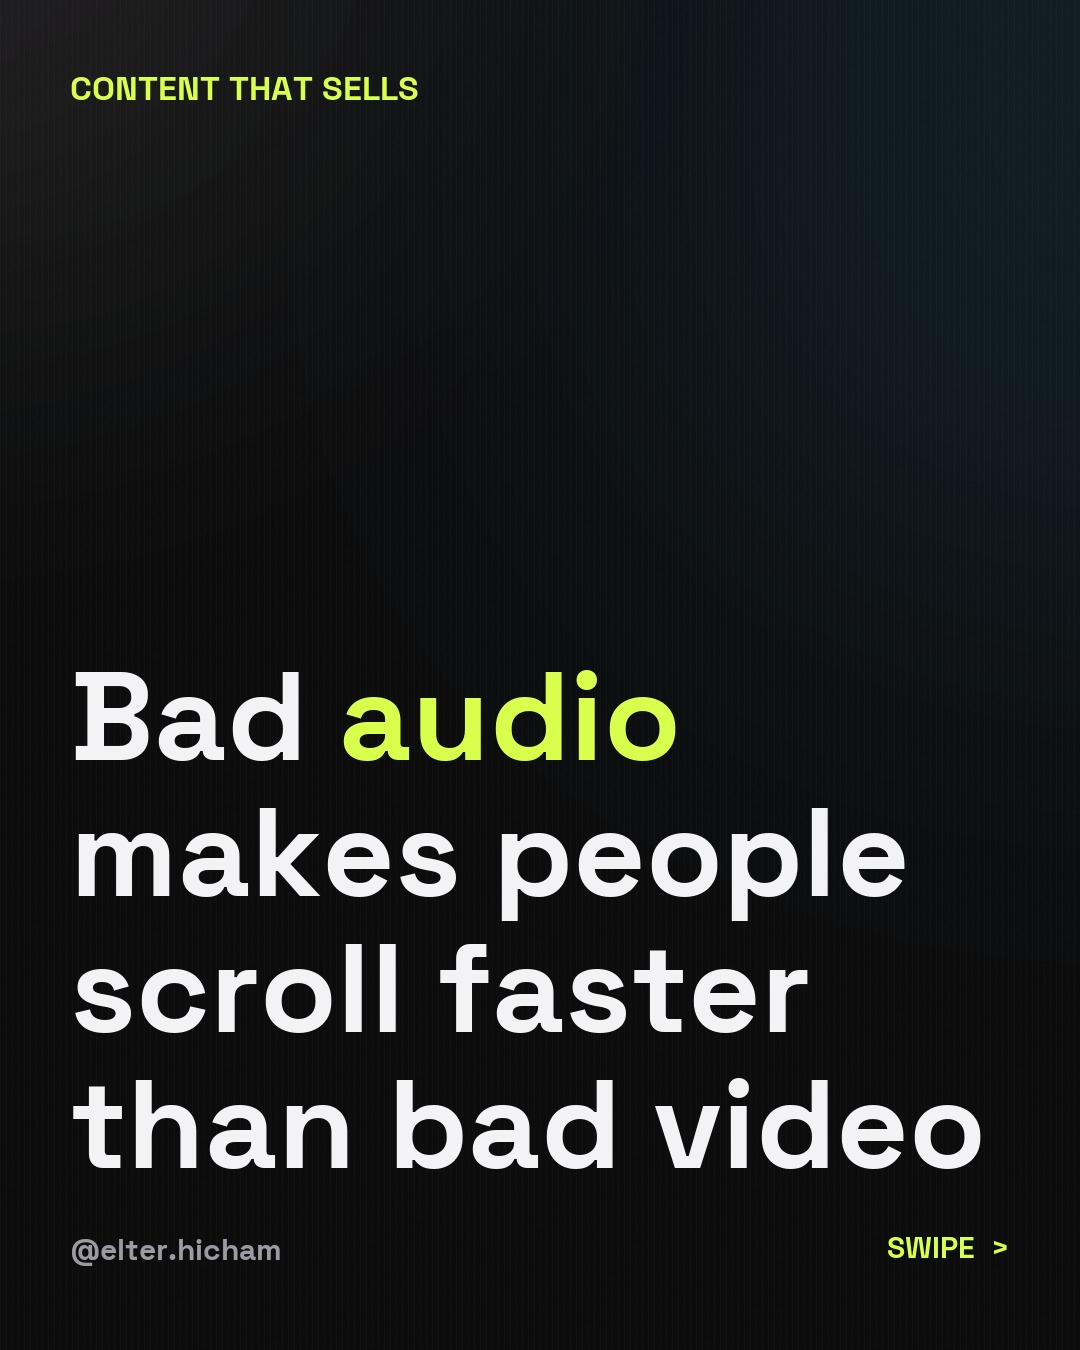 CONTENT THAT SELLS
Bad audio
makes people
scroll faster
than bad video
@elter.hicham
SWIPE >